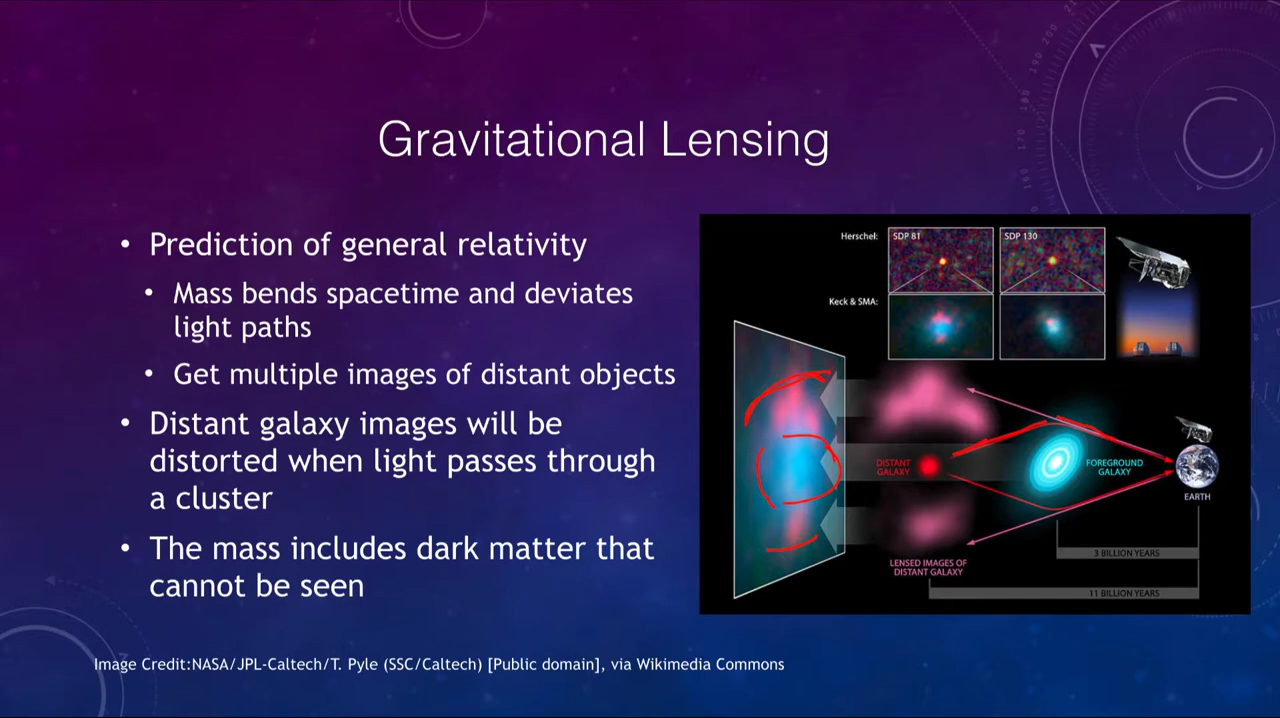 Gravitational Lensing
• Prediction of general relativity
• Mass bends spacetime and deviates
light paths
• Get multiple images of distant objects
• Distant galaxy images will be
distorted when light passes through
a cluster
• The mass includes dark matter that
cannot be seen
Herschel:
SDP 81
SDP 130
Keck & SMA:
DISTANT
GALAXY
FOREGROUND
GALAXY
EARTH
3 BILLION YEARS
LENSED IMAGES OF
DISTANT GALAXY
11 BILLION YEARS
Image Credit:NASA/JPL-Caltech/T. Pyle (SSC/Caltech) [Public domain], via Wikimedia Commons